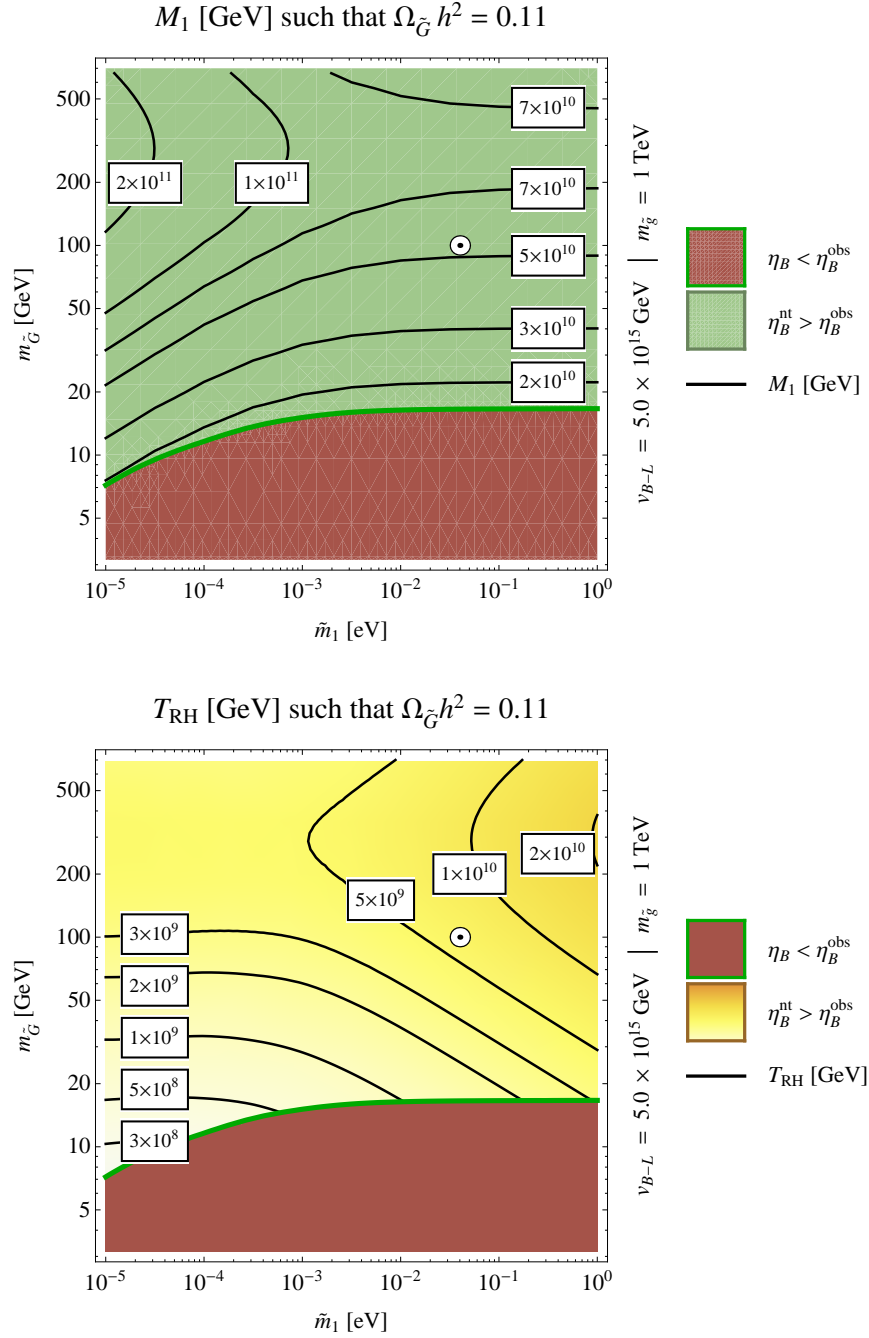 M₁ [GeV] such that Ω_G̃ h² = 0.11
500
200
100
50
20
10
5
m_G̃ [GeV]
2×10¹¹
1×10¹¹
7×10¹⁰
7×10¹⁰
5×10¹⁰
3×10¹⁰
2×10¹⁰
10⁻⁵ 10⁻⁴ 10⁻³ 10⁻² 10⁻¹ 10⁰
m̃₁ [eV]
v_B−L = 5.0 × 10¹⁵ GeV | m_g̃ = 1 TeV
η_B < η_B^obs
η_B^nt > η_B^obs
M₁ [GeV]
T_RH [GeV] such that Ω_G̃ h² = 0.11
500
200
100
50
20
10
5
m_G̃ [GeV]
2×10¹⁰
1×10¹⁰
5×10⁹
3×10⁹
2×10⁹
1×10⁹
5×10⁸
3×10⁸
10⁻⁵ 10⁻⁴ 10⁻³ 10⁻² 10⁻¹ 10⁰
m̃₁ [eV]
v_B−L = 5.0 × 10¹⁵ GeV | m_g̃ = 1 TeV
η_B < η_B^obs
η_B^nt > η_B^obs
T_RH [GeV]